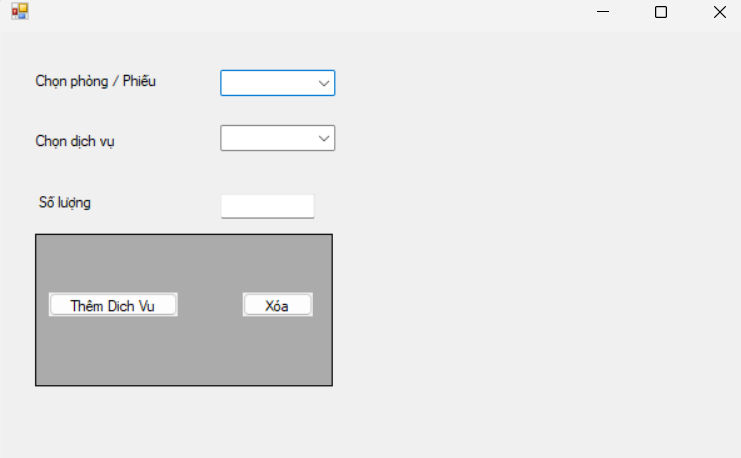 Chọn phòng / Phiếu
Chọn dịch vụ
Số lượng
Thêm Dich Vu
Xóa